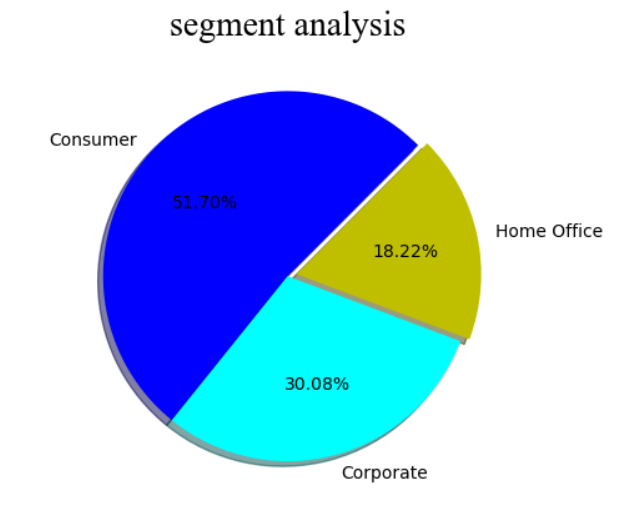 segment analysis
Consumer
51.70%
Home Office
18.22%
30.08%
Corporate